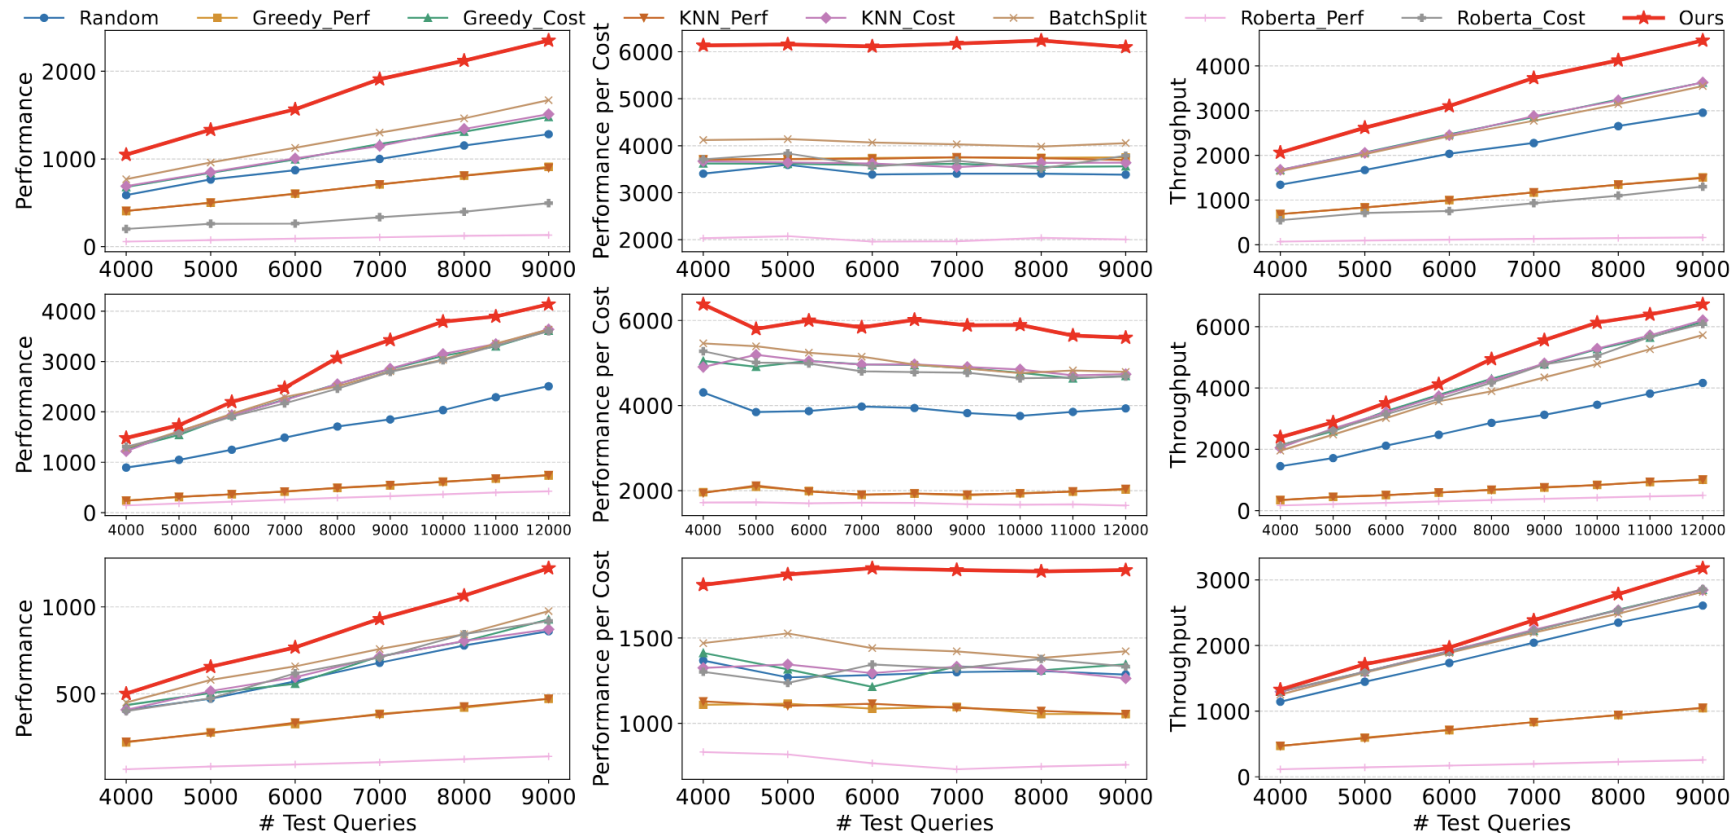 Random Greedy_Perf Greedy_Cost KNN_Perf KNN_Cost BatchSplit Roberta_Perf Roberta_Cost Ours
Performance
2000
1000
0
4000 5000 6000 7000 8000 9000
Performance per Cost
6000
5000
4000
3000
2000
4000 5000 6000 7000 8000 9000
Throughput
4000
3000
2000
1000
0
4000 5000 6000 7000 8000 9000
Performance
4000
3000
2000
1000
0
4000 5000 6000 7000 8000 9000 10000 11000 12000
Performance per Cost
6000
4000
2000
4000 5000 6000 7000 8000 9000 10000 11000 12000
Throughput
6000
4000
2000
0
4000 5000 6000 7000 8000 9000 10000 11000 12000
Performance
1000
500
4000 5000 6000 7000 8000 9000
# Test Queries
Performance per Cost
1500
1000
4000 5000 6000 7000 8000 9000
# Test Queries
Throughput
3000
2000
1000
0
4000 5000 6000 7000 8000 9000
# Test Queries